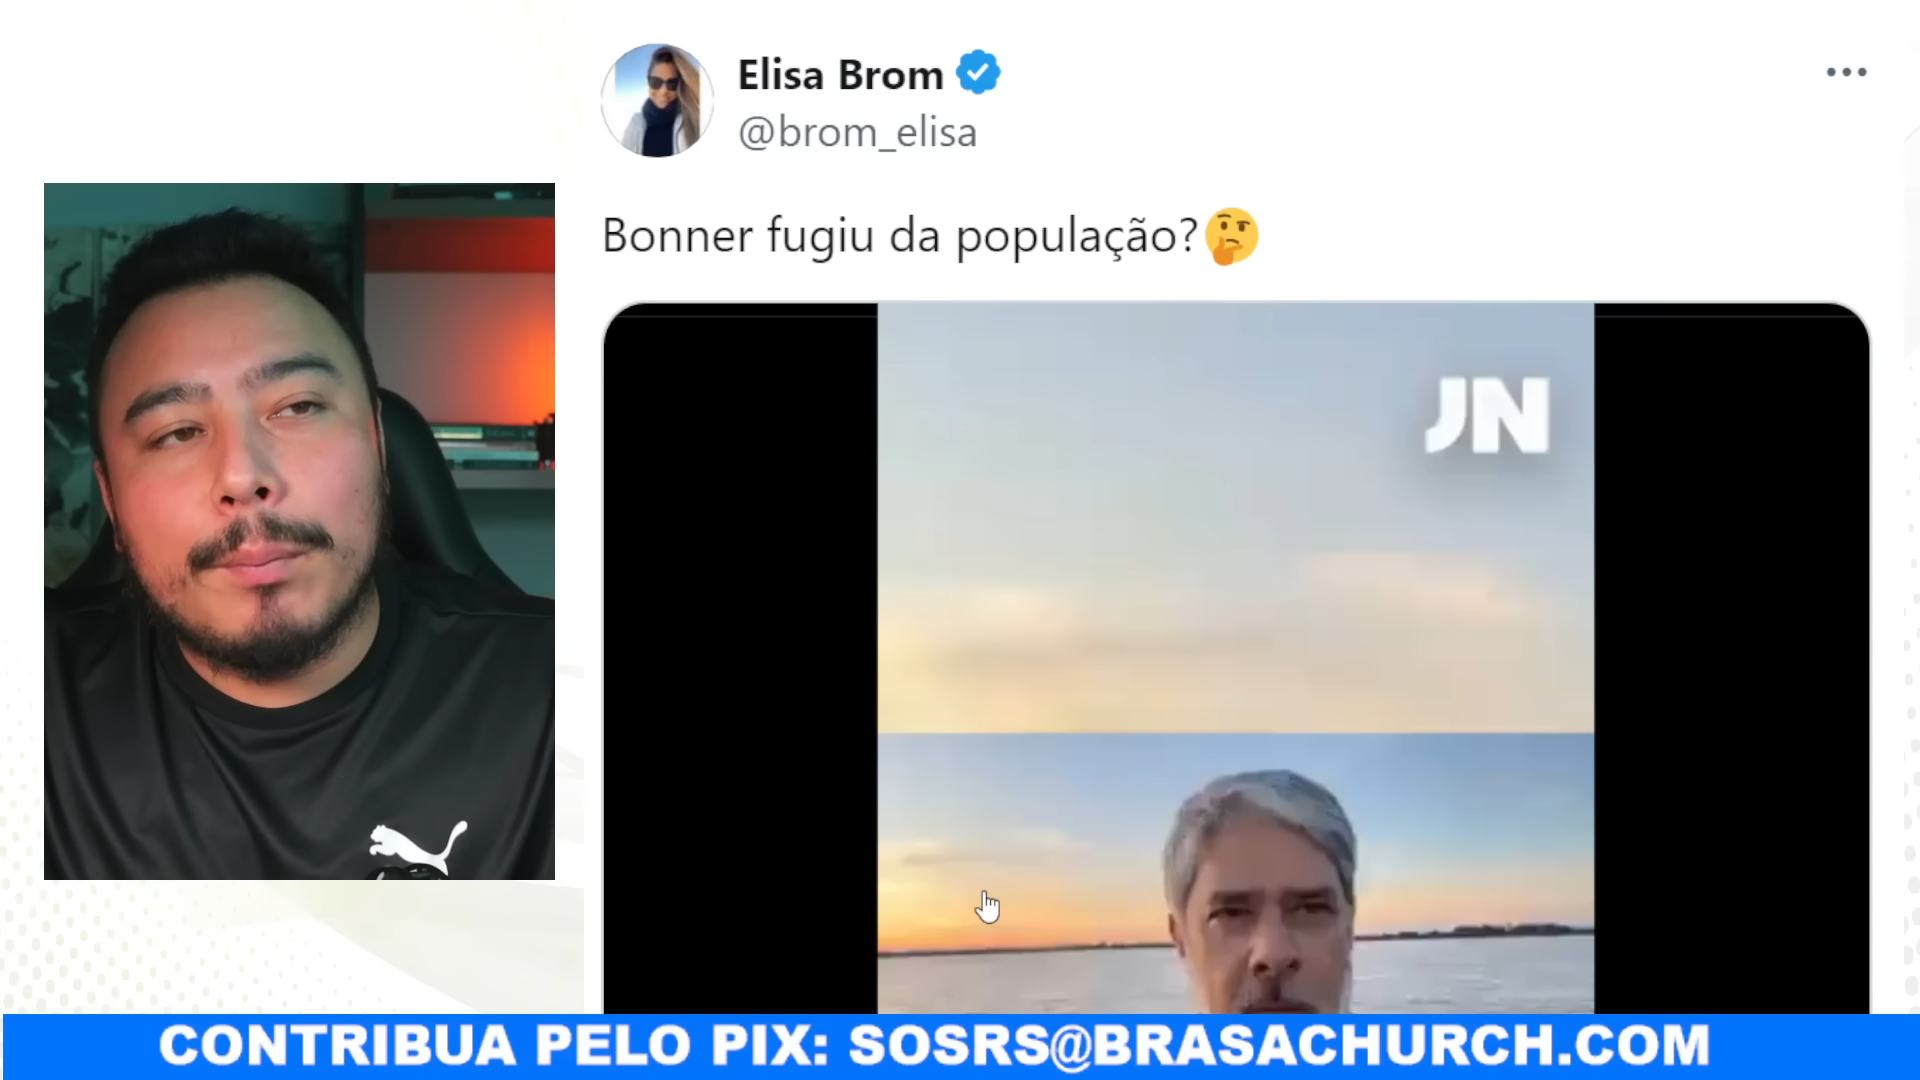 Elisa Brom
@brom_elisa
Bonner fugiu da população?🤔
JN
CONTRIBUA PELO PIX: SOSRS@BRASACHURCH.COM